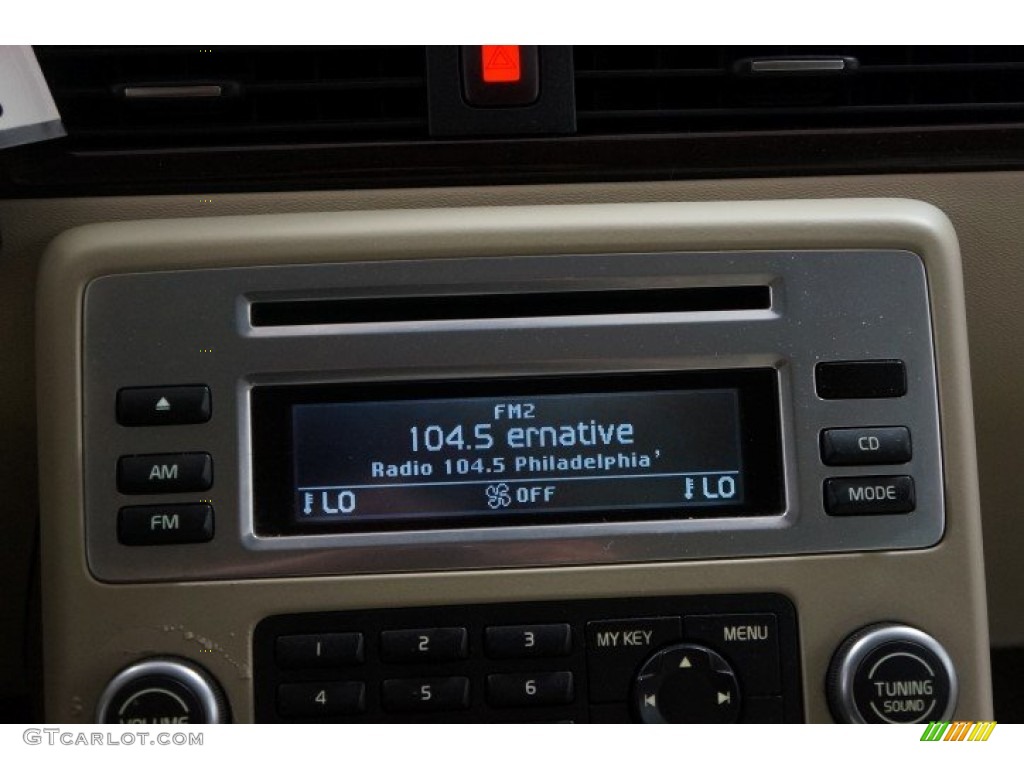 FM2
104.5 ernative
Radio 104.5 Philadelphia'
LO OFF LO
AM
FM
CD
MODE
1 2 3
4 5 6
MY KEY MENU
VOLUME
TUNING
SOUND
GTCARLOT.COM